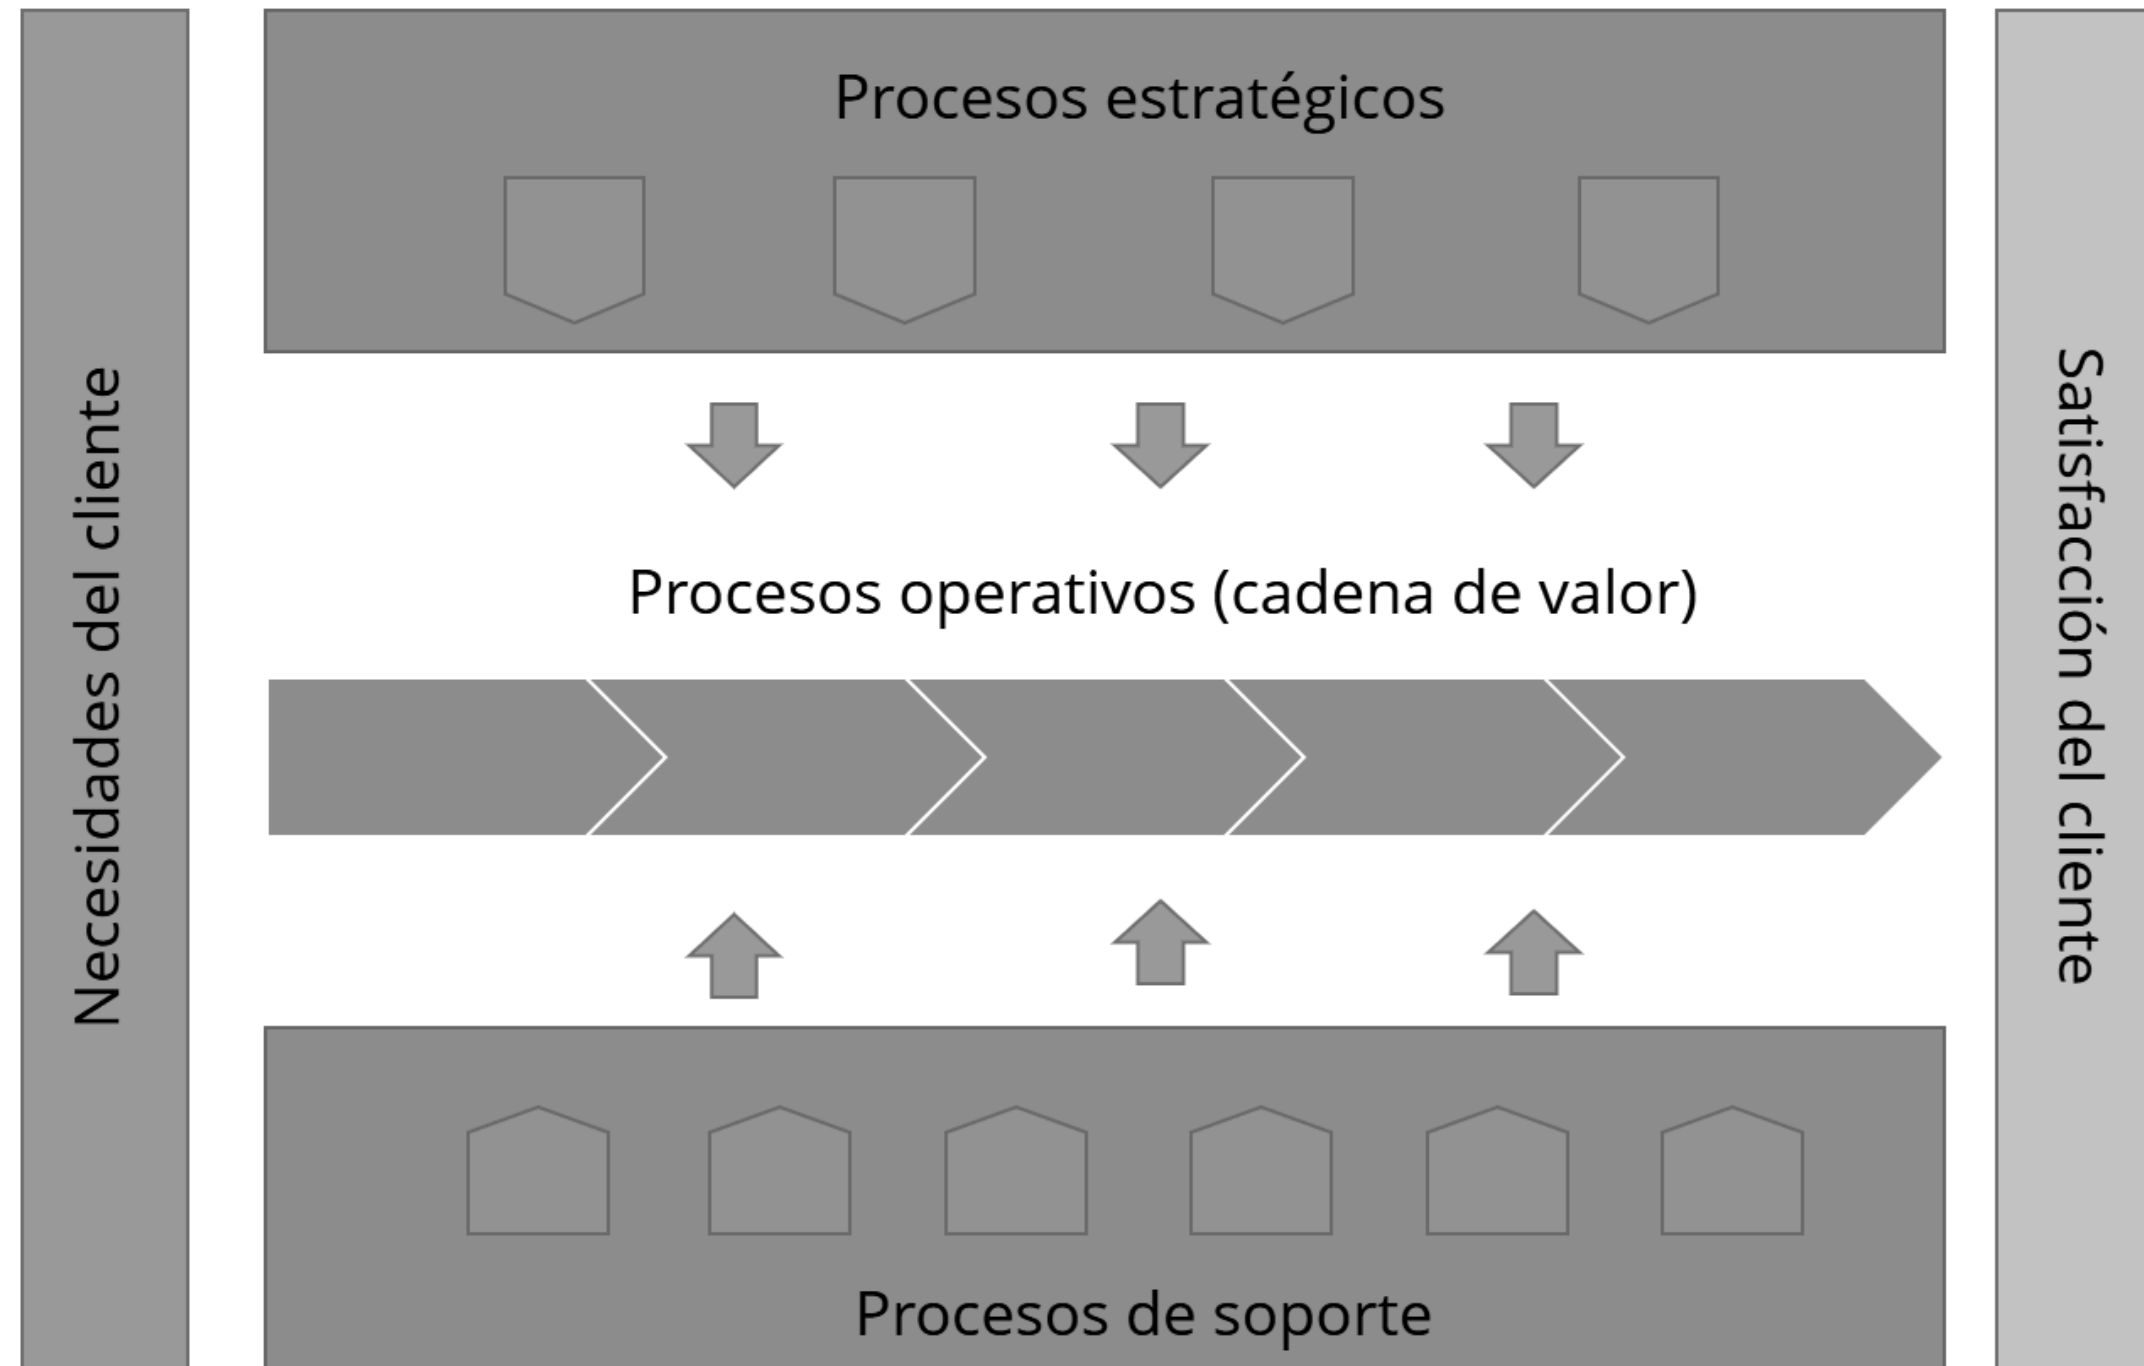 Necesidades del cliente
Procesos estratégicos
Procesos operativos (cadena de valor)
Procesos de soporte
Satisfacción del cliente